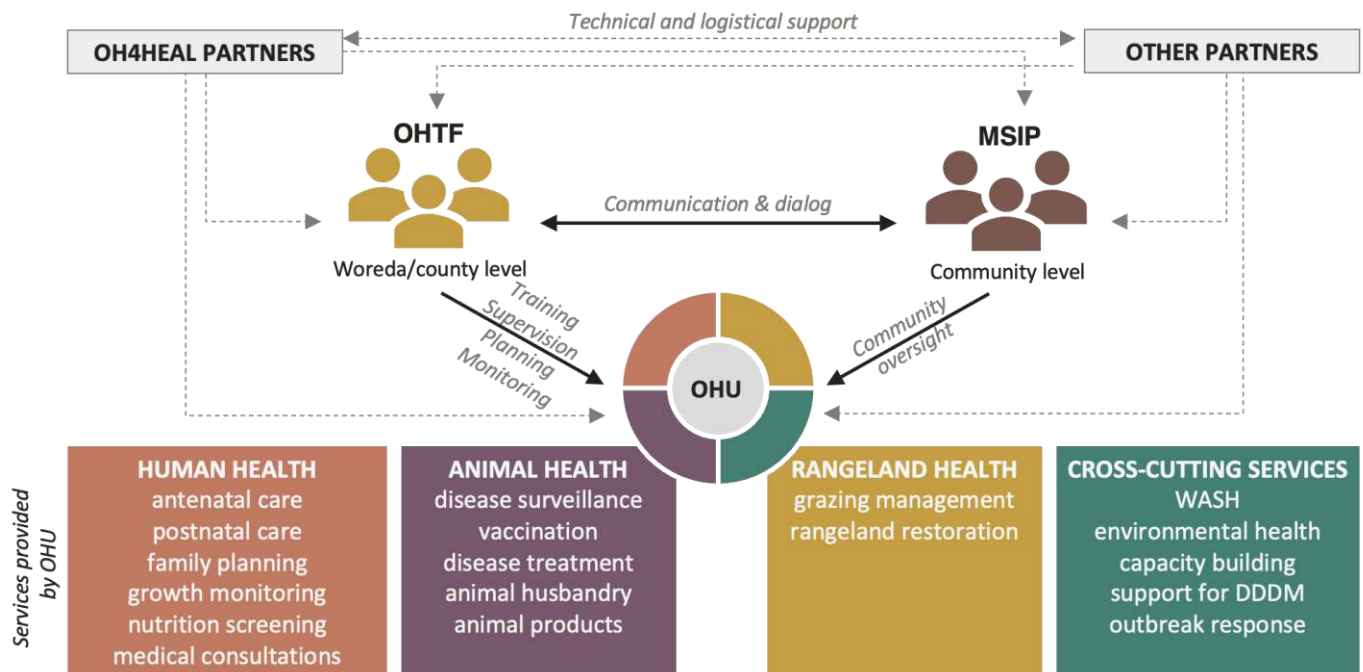 Technical and logistical support
OH4HEAL PARTNERS
OTHER PARTNERS
OHTF
MSIP
Communication & dialog
Woreda/county level
Community level
Training
Supervision
Planning
Monitoring
Community
oversight
OHU
Services provided
by OHU
HUMAN HEALTH
antenatal care
postnatal care
family planning
growth monitoring
nutrition screening
medical consultations
ANIMAL HEALTH
disease surveillance
vaccination
disease treatment
animal husbandry
animal products
RANGELAND HEALTH
grazing management
rangeland restoration
CROSS-CUTTING SERVICES
WASH
environmental health
capacity building
support for DDDM
outbreak response